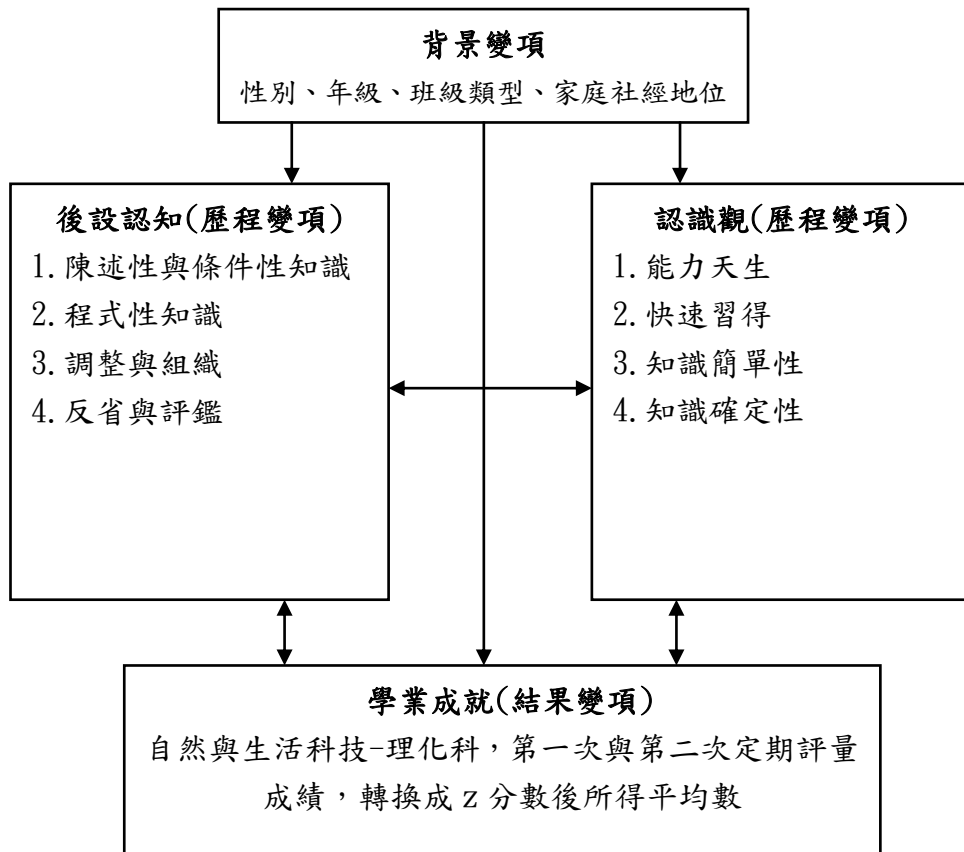 背景變項
性別、年級、班級類型、家庭社經地位
後設認知(歷程變項)
1.陳述性與條件性知識
2.程式性知識
3.調整與組織
4.反省與評鑑
認識觀(歷程變項)
1.能力天生
2.快速習得
3.知識簡單性
4.知識確定性
學業成就(結果變項)
自然與生活科技-理化科，第一次與第二次定期評量
成績，轉換成 z 分數後所得平均數